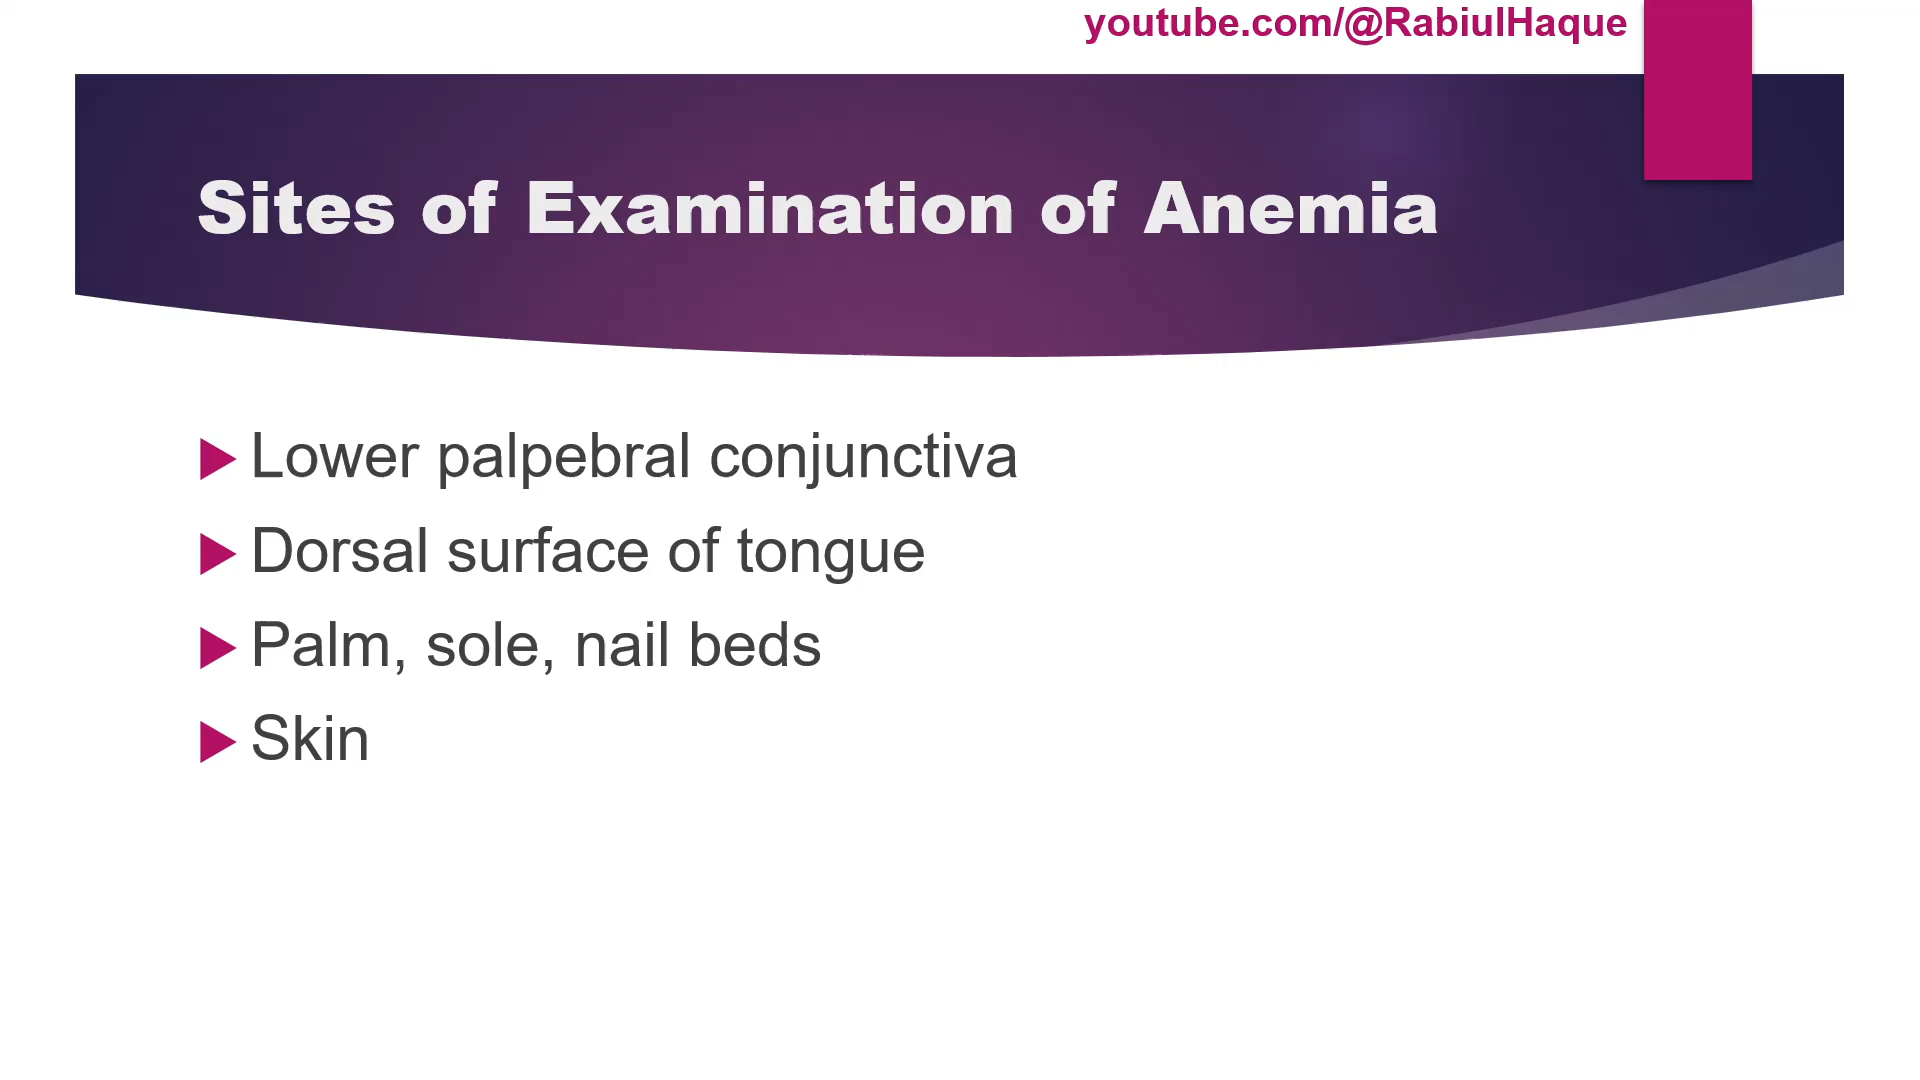 youtube.com/@RabiulHaque
Sites of Examination of Anemia
Lower palpebral conjunctiva
Dorsal surface of tongue
Palm, sole, nail beds
Skin